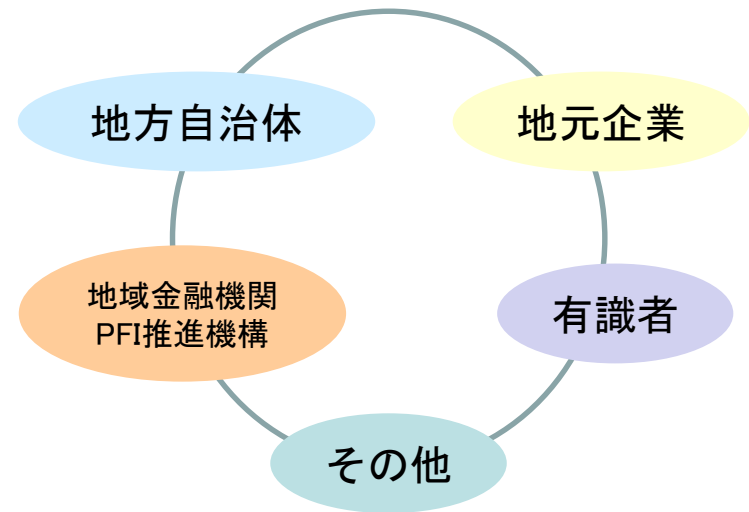 地方自治体
地元企業
地域金融機関
PFI推進機構
有識者
その他